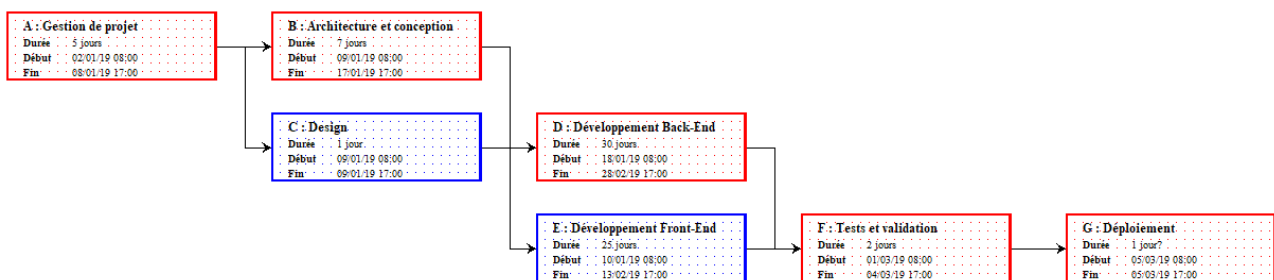 A : Gestion de projet
Durée 5 jours
Début 02/01/19 08:00
Fin 08/01/19 17:00
B : Architecture et conception
Durée 7 jours
Début 09/01/19 08:00
Fin 17/01/19 17:00
C : Design
Durée 1 jour
Début 09/01/19 08:00
Fin 09/01/19 17:00
D : Développement Back-End
Durée 30 jours
Début 18/01/19 08:00
Fin 28/02/19 17:00
E : Développement Front-End
Durée 25 jours
Début 10/01/19 08:00
Fin 13/02/19 17:00
F : Tests et validation
Durée 2 jours
Début 01/03/19 08:00
Fin 04/03/19 17:00
G : Déploiement
Durée 1 jour?
Début 05/03/19 08:00
Fin 05/03/19 17:00